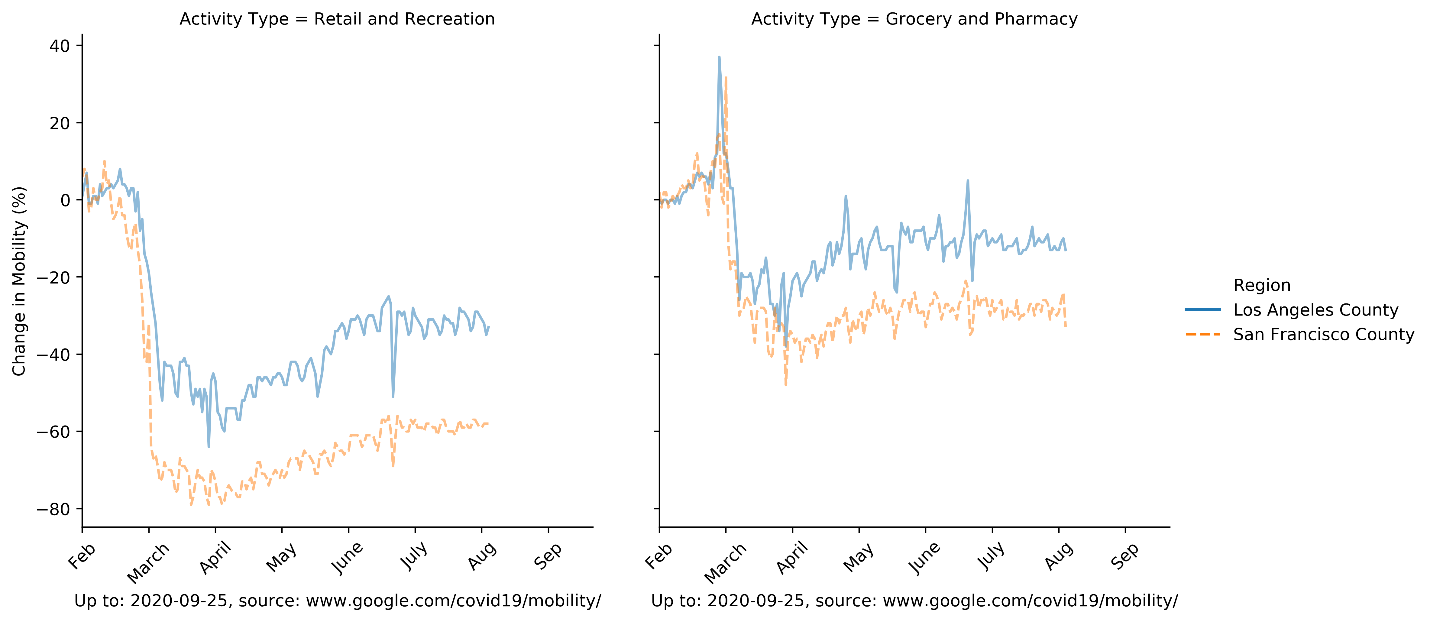 Activity Type = Retail and Recreation
Activity Type = Grocery and Pharmacy
Change in Mobility (%)
40
20
0
−20
−40
−60
−80
Feb
March
April
May
June
July
Aug
Sep
Feb
March
April
May
June
July
Aug
Sep
Up to: 2020-09-25, source: www.google.com/covid19/mobility/
Up to: 2020-09-25, source: www.google.com/covid19/mobility/
Region
Los Angeles County
San Francisco County